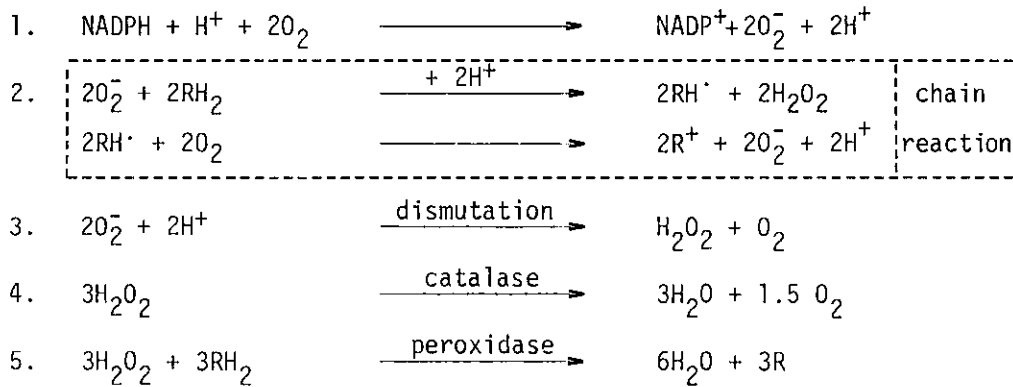 1. NADPH + H⁺ + 2O₂ ⟶ NADP⁺+2O₂⁻ + 2H⁺
2. 2O₂⁻ + 2RH₂ + 2H⁺ ⟶ 2RH˙ + 2H₂O₂ chain
2RH˙ + 2O₂ ⟶ 2R⁺ + 2O₂⁻ + 2H⁺ reaction
3. 2O₂⁻ + 2H⁺ dismutation ⟶ H₂O₂ + O₂
4. 3H₂O₂ catalase ⟶ 3H₂O + 1.5 O₂
5. 3H₂O₂ + 3RH₂ peroxidase ⟶ 6H₂O + 3R